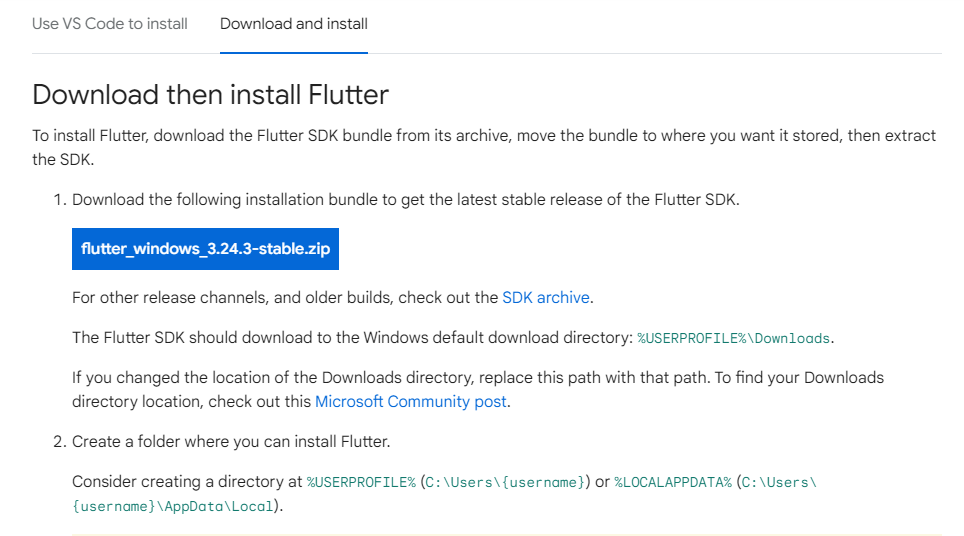 Use VS Code to install
Download and install
Download then install Flutter
To install Flutter, download the Flutter SDK bundle from its archive, move the bundle to where you want it stored, then extract
the SDK.
1. Download the following installation bundle to get the latest stable release of the Flutter SDK.
flutter_windows_3.24.3-stable.zip
For other release channels, and older builds, check out the SDK archive.
The Flutter SDK should download to the Windows default download directory: %USERPROFILE%\Downloads.
If you changed the location of the Downloads directory, replace this path with that path. To find your Downloads
directory location, check out this Microsoft Community post.
2. Create a folder where you can install Flutter.
Consider creating a directory at %USERPROFILE% (C:\Users\{username}) or %LOCALAPPDATA% (C:\Users\
{username}\AppData\Local).